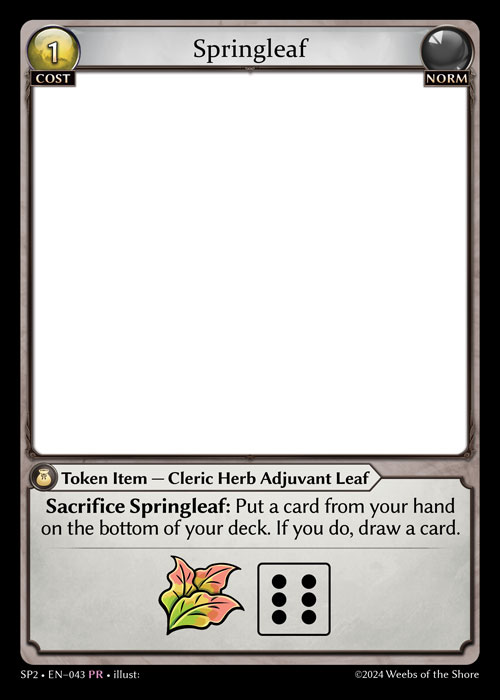 1
Springleaf
COST
NORM
Token Item — Cleric Herb Adjuvant Leaf
Sacrifice Springleaf: Put a card from your hand
on the bottom of your deck. If you do, draw a card.
SP2 • EN–043 PR • illust:
©2024 Weebs of the Shore